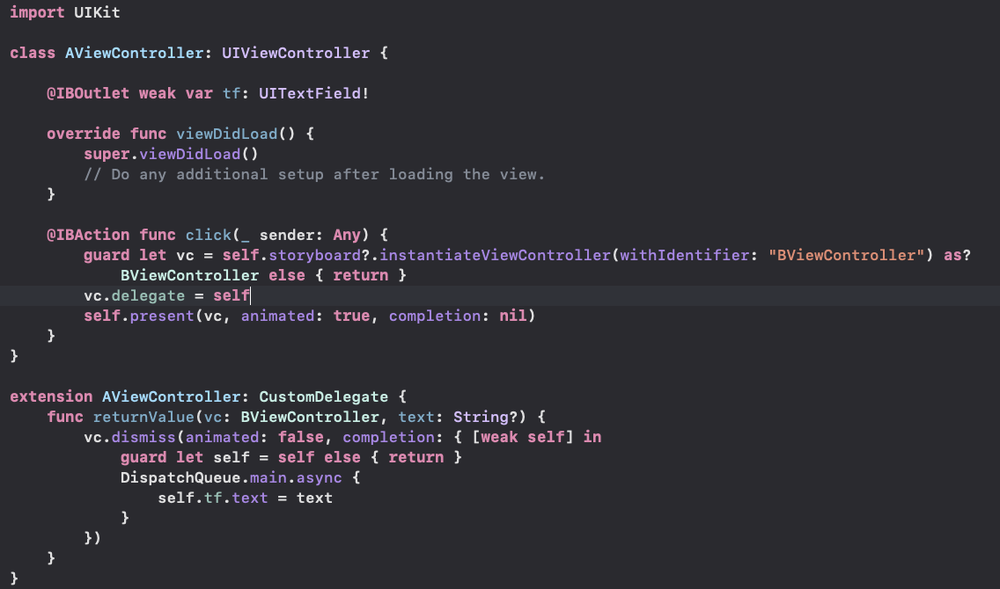 import UIKit
class AViewController: UIViewController {
@IBOutlet weak var tf: UITextField!
override func viewDidLoad() {
super.viewDidLoad()
// Do any additional setup after loading the view.
}
@IBAction func click(_ sender: Any) {
guard let vc = self.storyboard?.instantiateViewController(withIdentifier: "BViewController") as?
BViewController else { return }
vc.delegate = self
self.present(vc, animated: true, completion: nil)
}
}
extension AViewController: CustomDelegate {
func returnValue(vc: BViewController, text: String?) {
vc.dismiss(animated: false, completion: { [weak self] in
guard let self = self else { return }
DispatchQueue.main.async {
self.tf.text = text
}
})
}
}